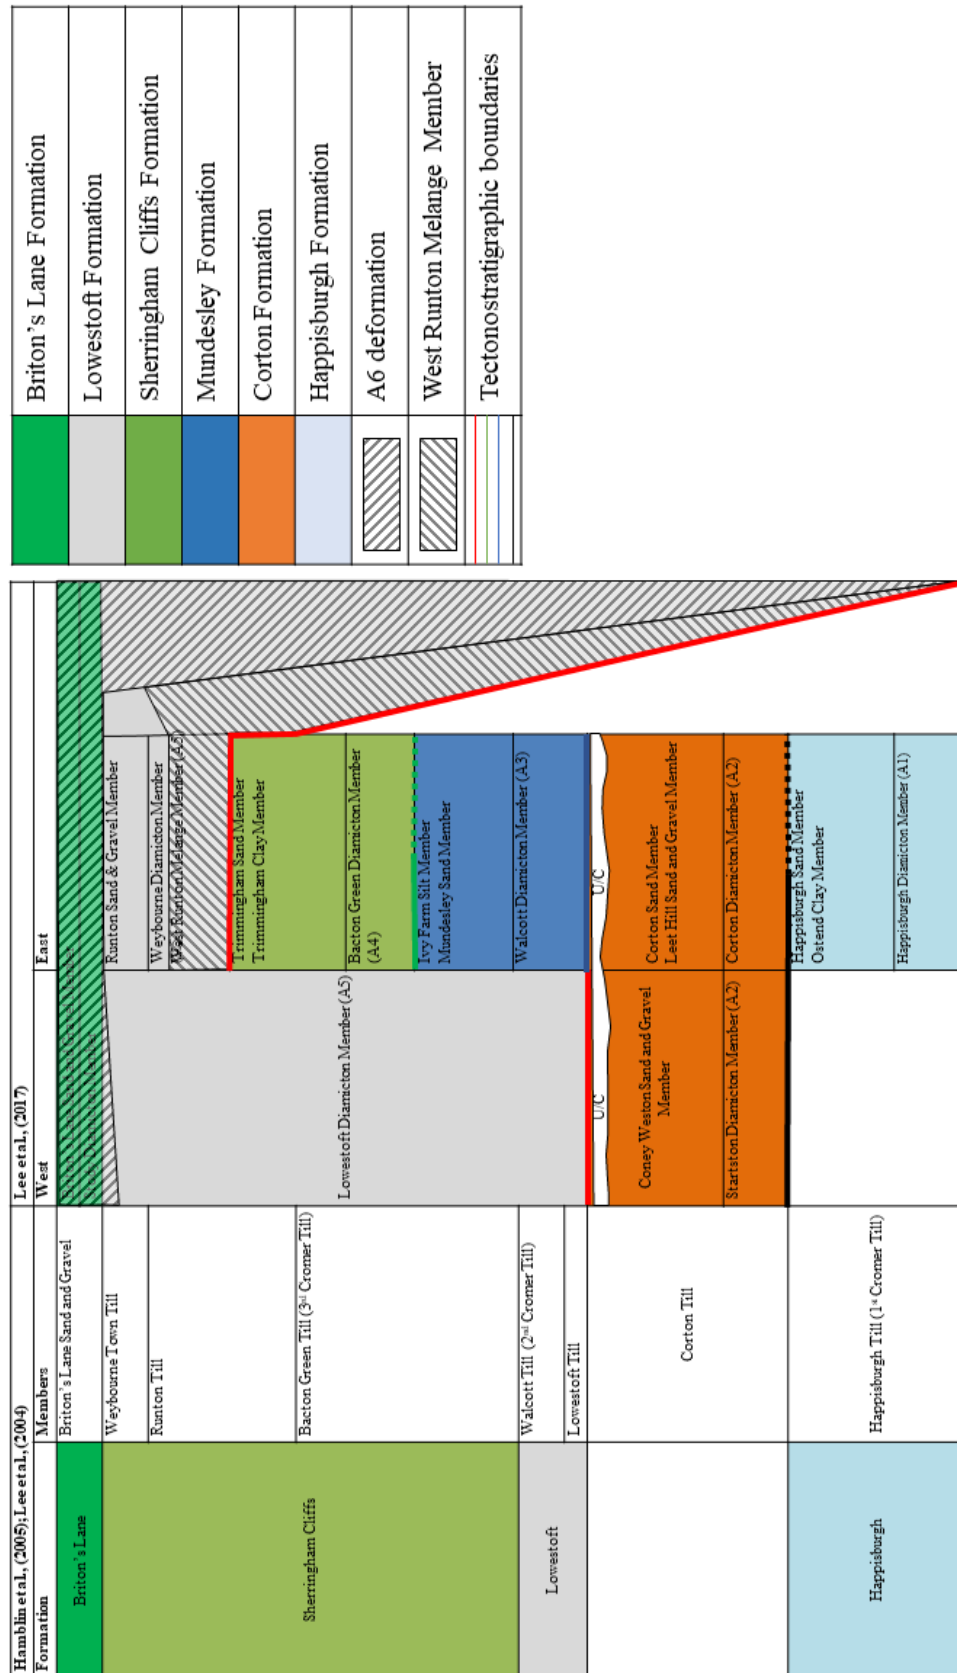 Hamblin et al., (2005); Lee et al., (2004)
Lee et al., (2017)
Formation
Members
West
East
Briton's Lane
Briton's Lane Sand and Gravel
Sherringham Cliffs
Weybourne Town Till
Runton Till
Bacton Green Till (3rd Cromer Till)
Lowestoft
Walcott Till (2nd Cromer Till)
Lowestoft Till
Corton Till
Happisburgh
Happisburgh Till (1st Cromer Till)
Lowestoft Diamicton Member (A5)
U/C
Coney Weston Sand and Gravel
Member
Startston Diamicton Member (A2)
Runton Sand & Gravel Member
Weybourne Diamicton Member
West Runton Melange Member (A5)
Trimmingham Sand Member
Trimmingham Clay Member
Bacton Green Diamicton Member
(A4)
Ivy Farm Silt Member
Mundesley Sand Member
Walcott Diamicton Member (A3)
U/C
Corton Sand Member
Leet Hill Sand and Gravel Member
Corton Diamicton Member (A2)
Happisburgh Sand Member
Ostend Clay Member
Happisburgh Diamicton Member (A1)
Briton's Lane Formation
Lowestoft Formation
Sherringham Cliffs Formation
Mundesley Formation
Corton Formation
Happisburgh Formation
A6 deformation
West Runton Melange Member
Tectonostratigraphic boundaries